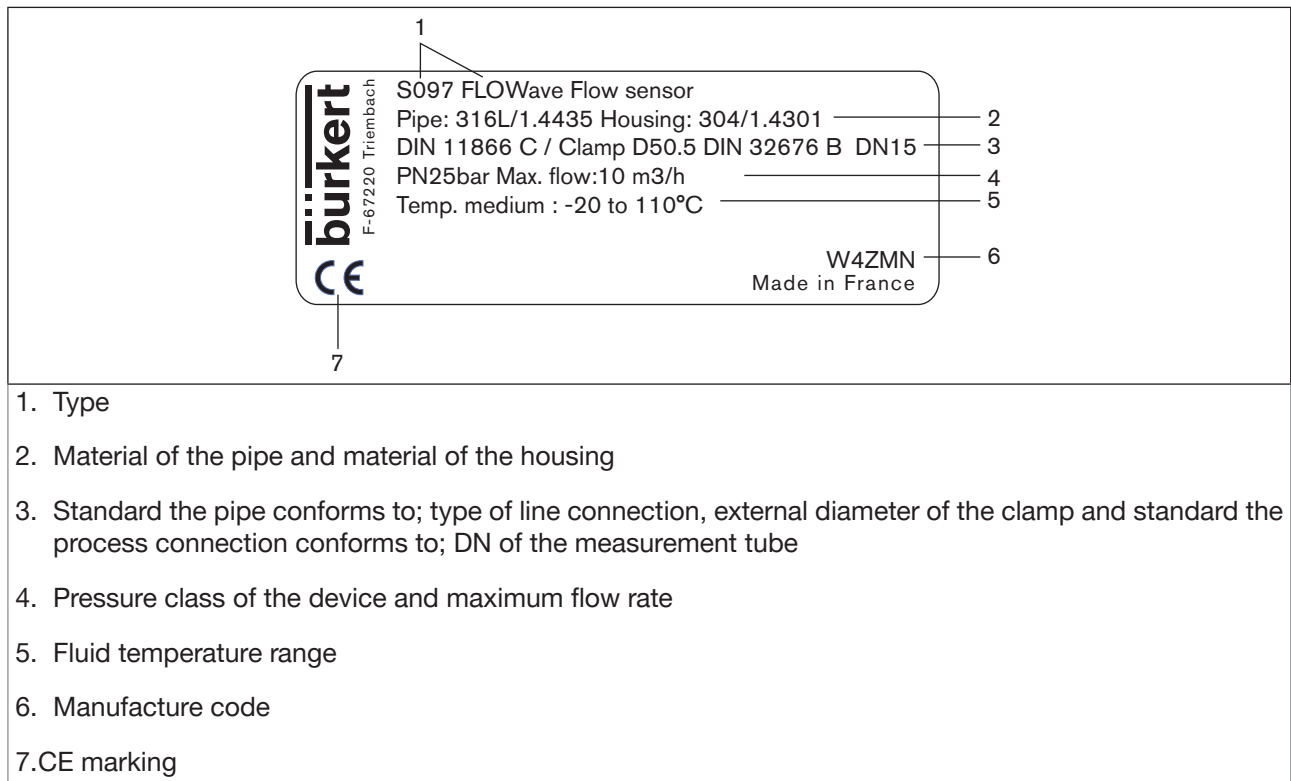 1
bürkert
F-67220 Triembach
S097 FLOWave Flow sensor
Pipe: 316L/1.4435 Housing: 304/1.4301
2
DIN 11866 C / Clamp D50.5 DIN 32676 B DN15
3
PN25bar Max. flow:10 m3/h
4
Temp. medium : -20 to 110°C
5
W4ZMN
6
Made in France
CE
7
1. Type
2. Material of the pipe and material of the housing
3. Standard the pipe conforms to; type of line connection, external diameter of the clamp and standard the
process connection conforms to; DN of the measurement tube
4. Pressure class of the device and maximum flow rate
5. Fluid temperature range
6. Manufacture code
7.CE marking